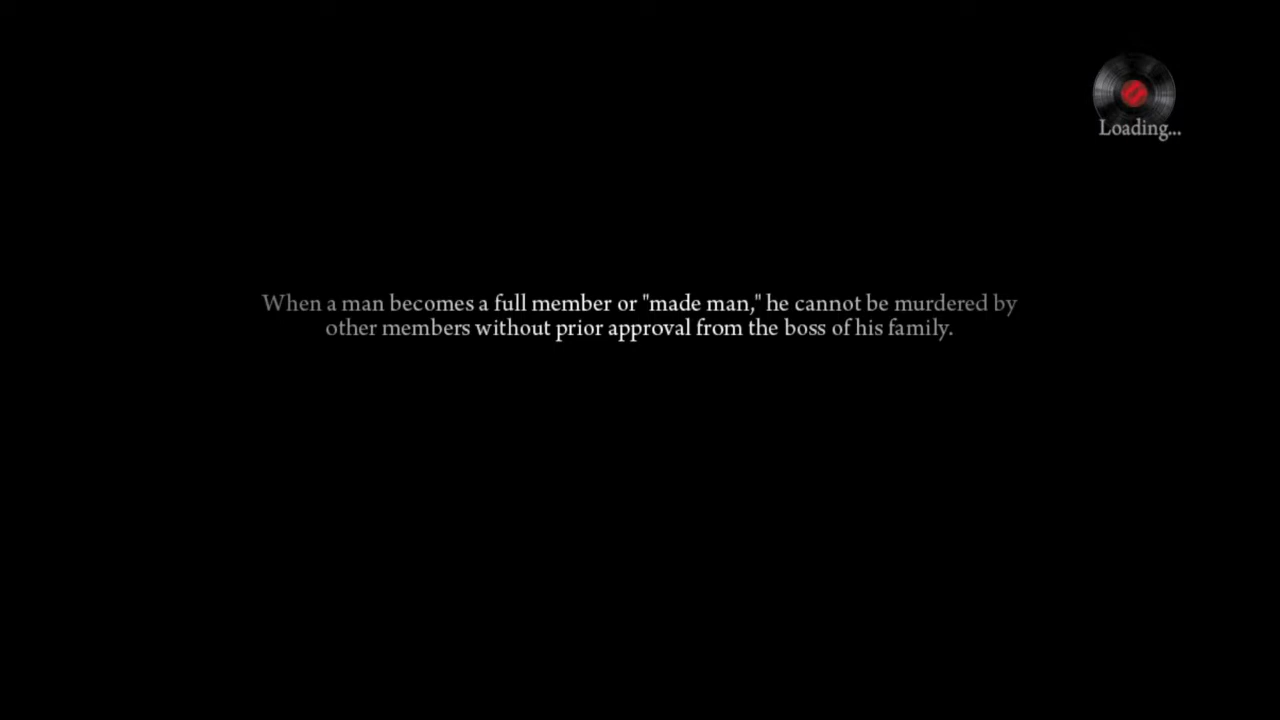 Loading...
When a man becomes a full member or "made man," he cannot be murdered by
other members without prior approval from the boss of his family.